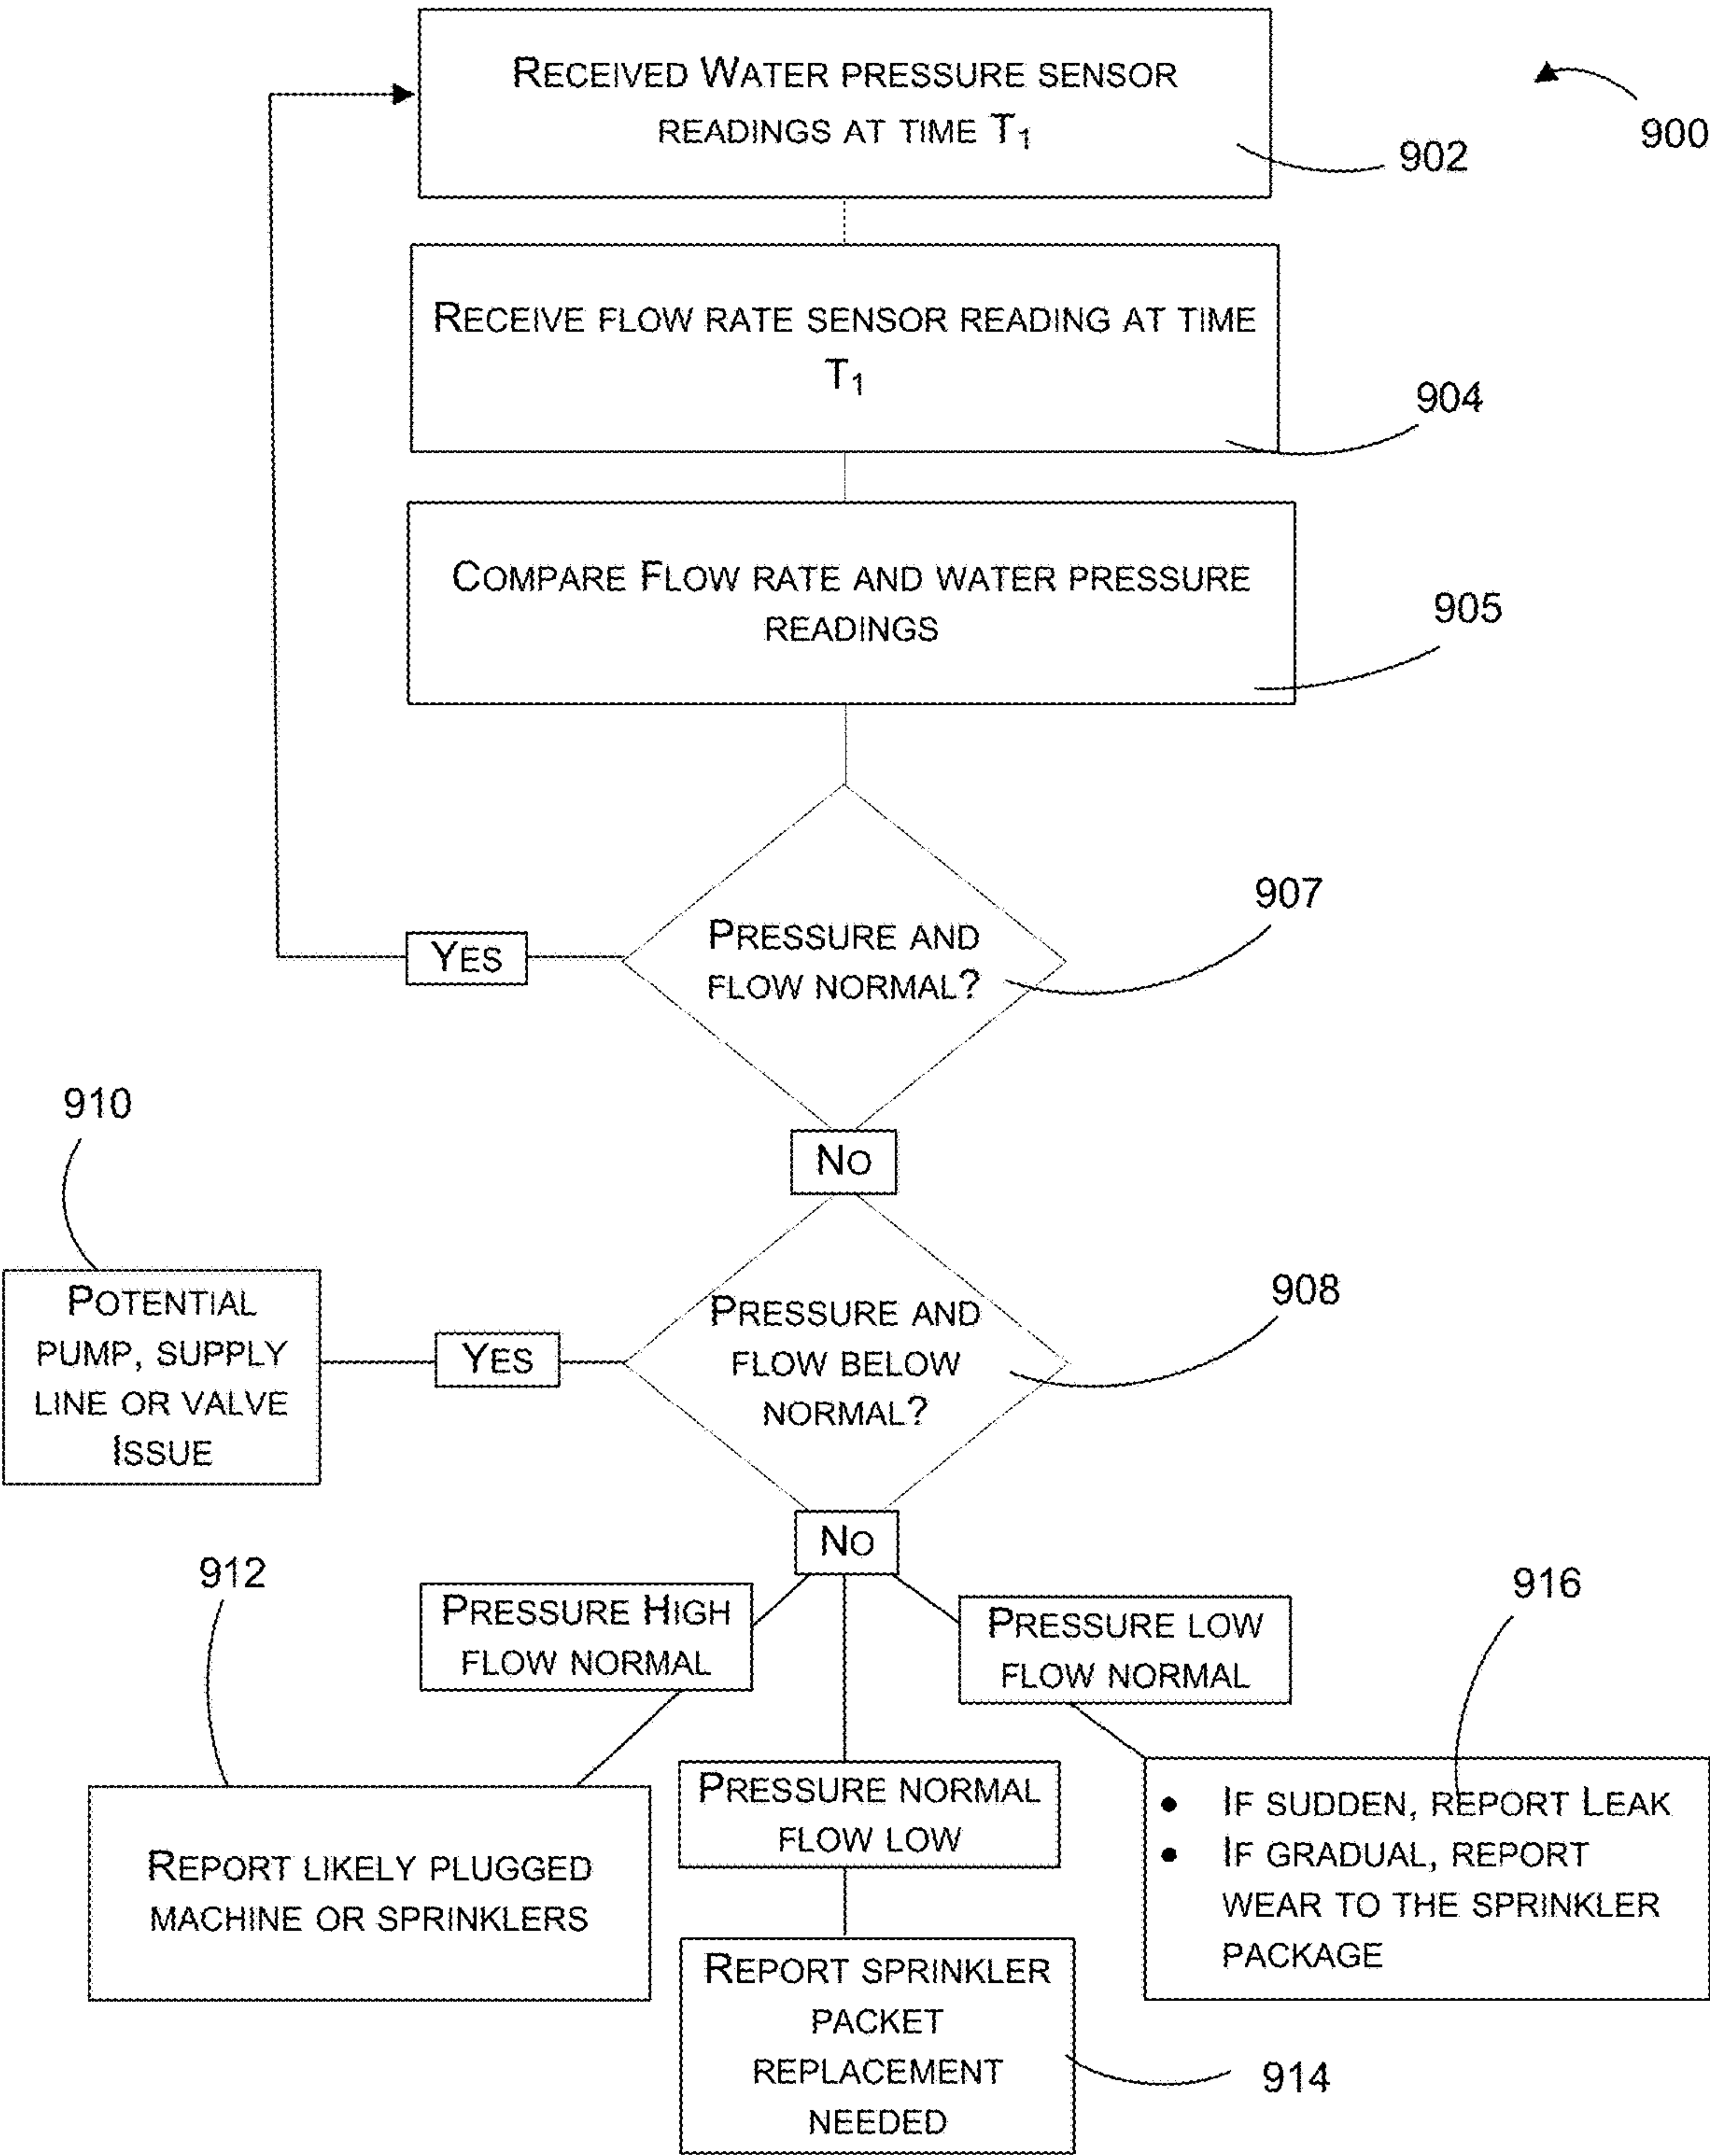 RECEIVED WATER PRESSURE SENSOR
READINGS AT TIME T1
900
902
RECEIVE FLOW RATE SENSOR READING AT TIME
T1
904
COMPARE FLOW RATE AND WATER PRESSURE
READINGS
905
907
PRESSURE AND
FLOW NORMAL?
YES
910
NO
908
POTENTIAL
PUMP, SUPPLY
LINE OR VALVE
ISSUE
YES
PRESSURE AND
FLOW BELOW
NORMAL?
NO
912
916
PRESSURE HIGH
FLOW NORMAL
PRESSURE LOW
FLOW NORMAL
PRESSURE NORMAL
FLOW LOW
REPORT LIKELY PLUGGED
MACHINE OR SPRINKLERS
• IF SUDDEN, REPORT LEAK
• IF GRADUAL, REPORT
WEAR TO THE SPRINKLER
PACKAGE
REPORT SPRINKLER
PACKET
REPLACEMENT
NEEDED
914